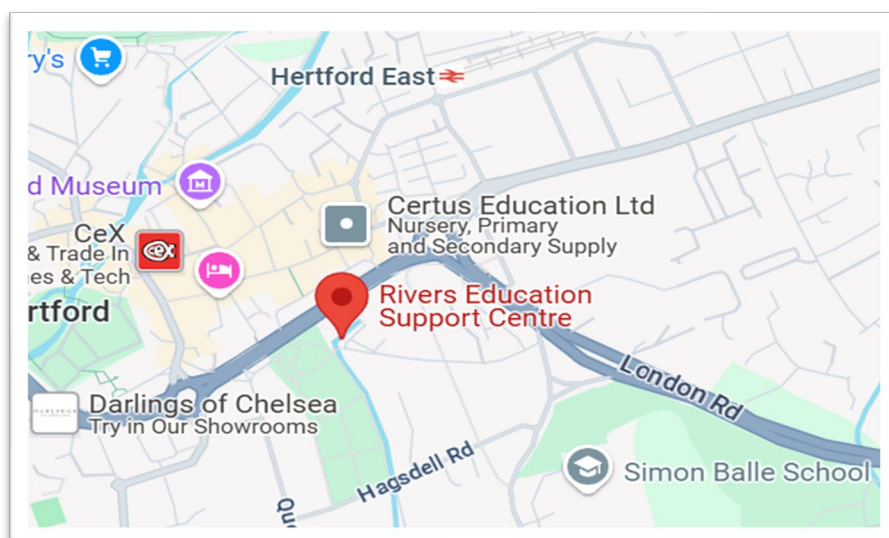 ry's
Hertford East
d Museum
Certus Education Ltd
Nursery, Primary
and Secondary Supply
CeX
& Trade In
es & Tech
rtford
Rivers Education
Support Centre
London Rd
Darlings of Chelsea
Try in Our Showrooms
Hagsdell Rd
Simon Balle School
Que